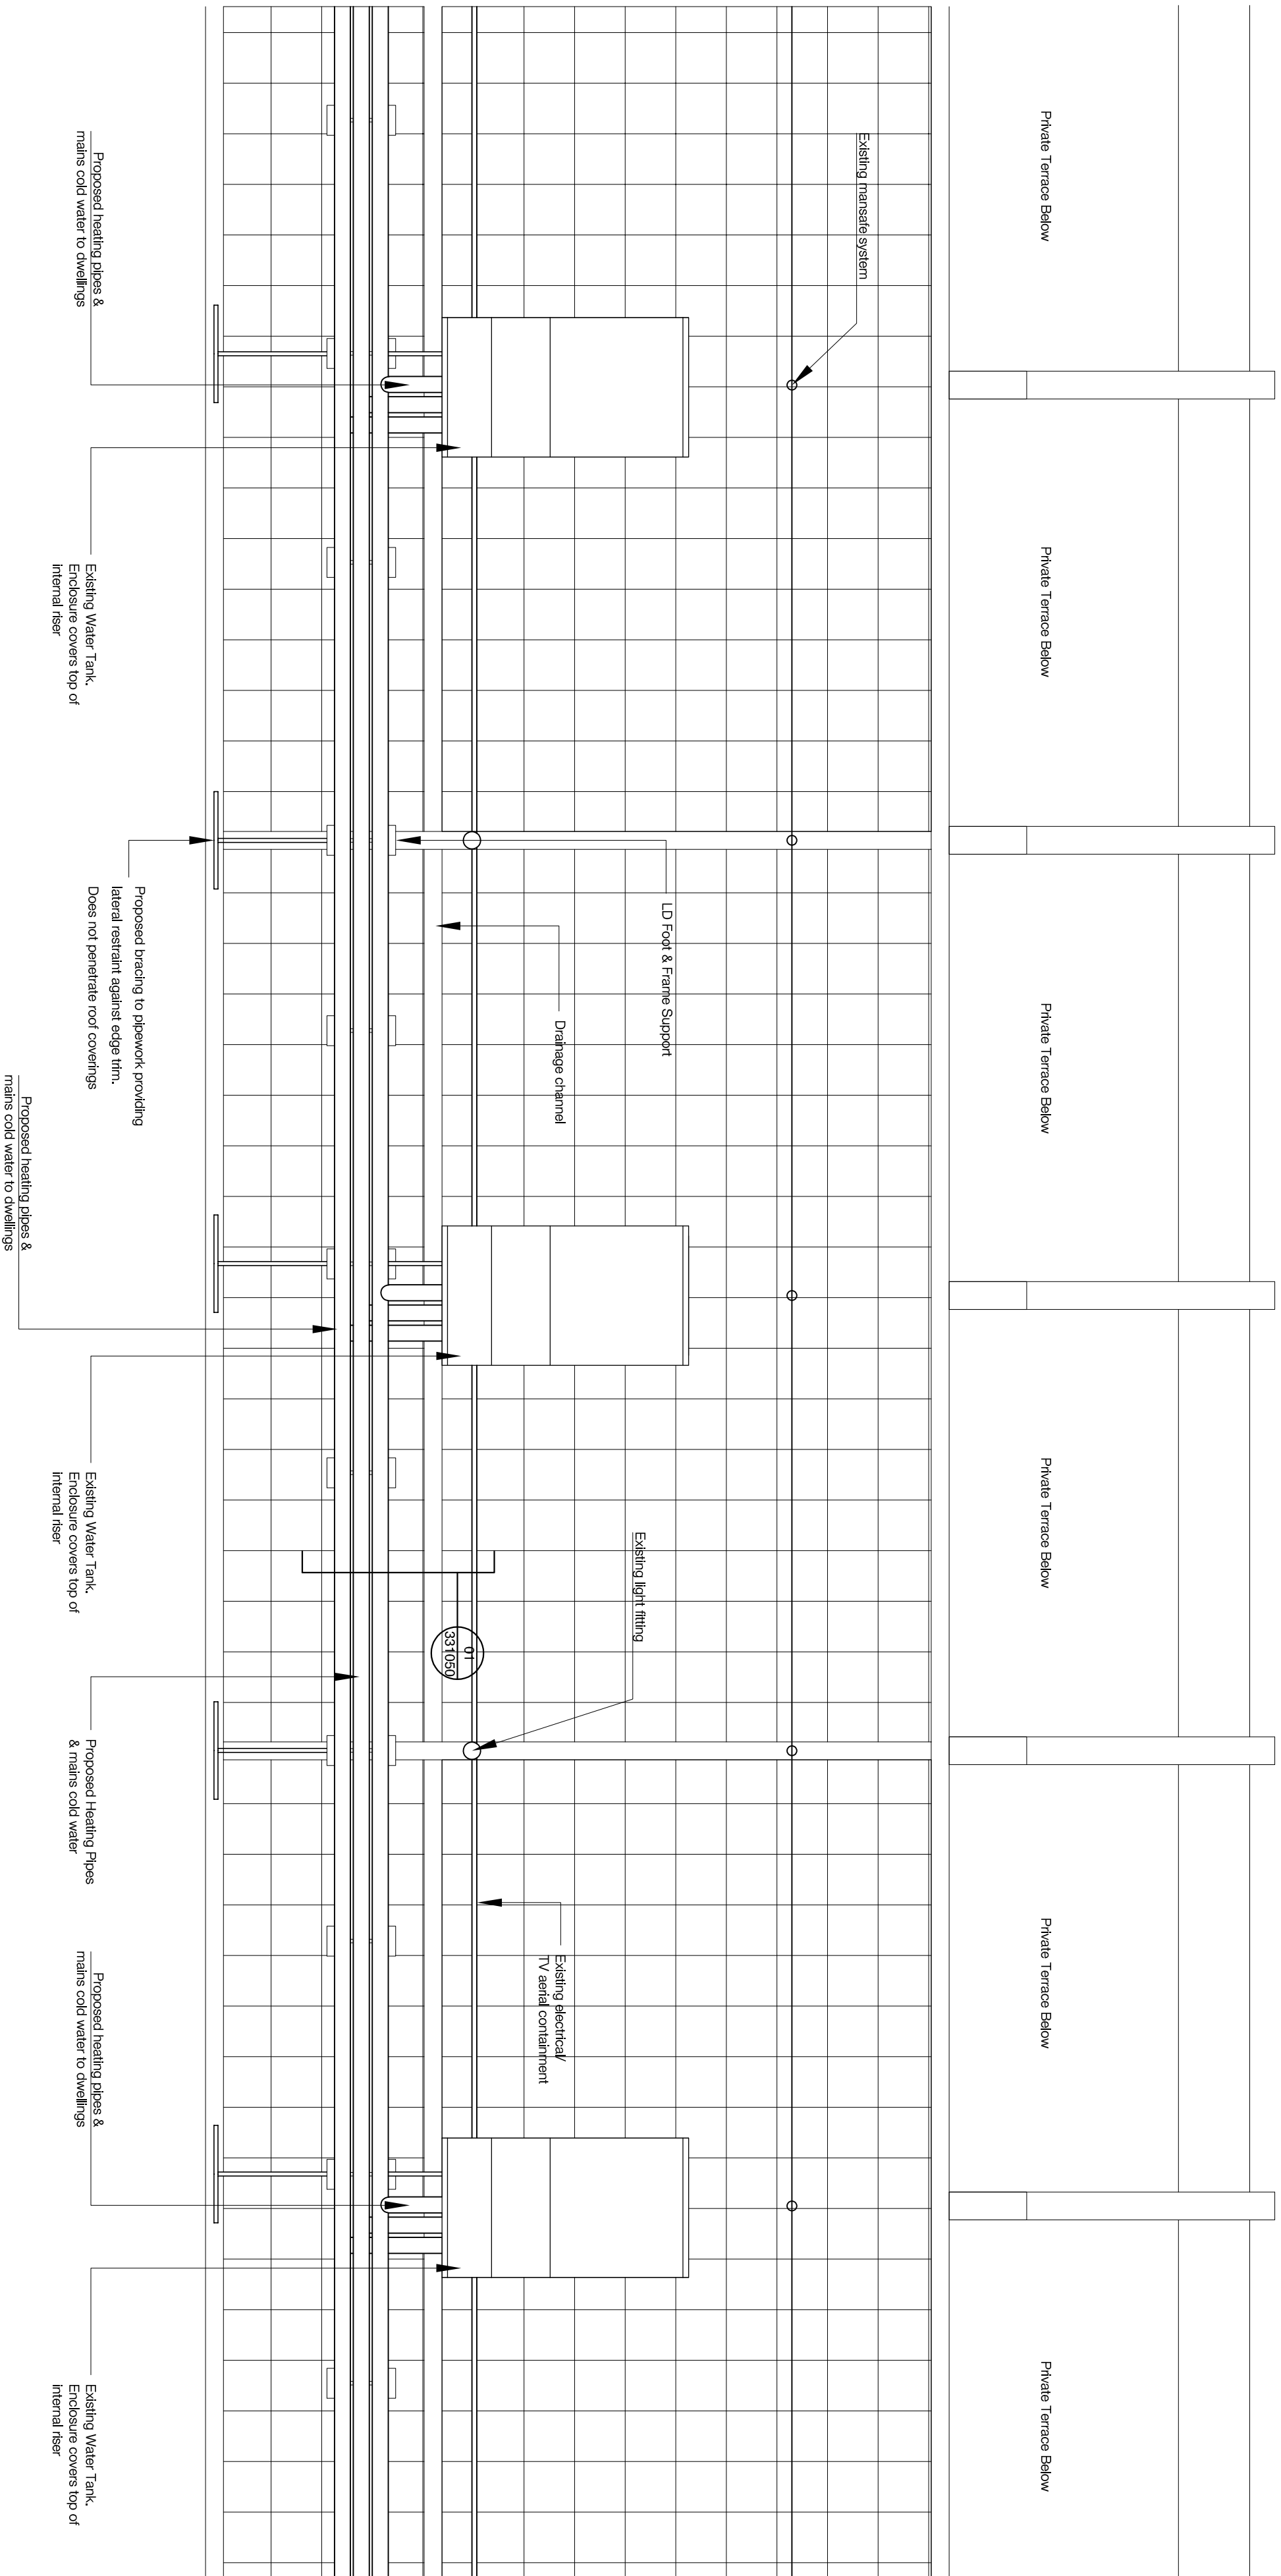 Private Terrace Below
Private Terrace Below
Private Terrace Below
Private Terrace Below
Private Terrace Below
Private Terrace Below
Existing mansafe system
LD Foot & Frame Support
Existing light fitting
Drainage channel
Existing electrical/
TV aerial containment
01
331050
Proposed heating pipes &
mains cold water to dwellings
Existing Water Tank.
Enclosure covers top of
internal riser
Proposed bracing to pipework providing
lateral restraint against edge trim.
Does not penetrate roof coverings
Proposed heating pipes &
mains cold water to dwellings
Existing Water Tank.
Enclosure covers top of
internal riser
Proposed Heating Pipes
& mains cold water
Proposed heating pipes &
mains cold water to dwellings
Existing Water Tank.
Enclosure covers top of
internal riser